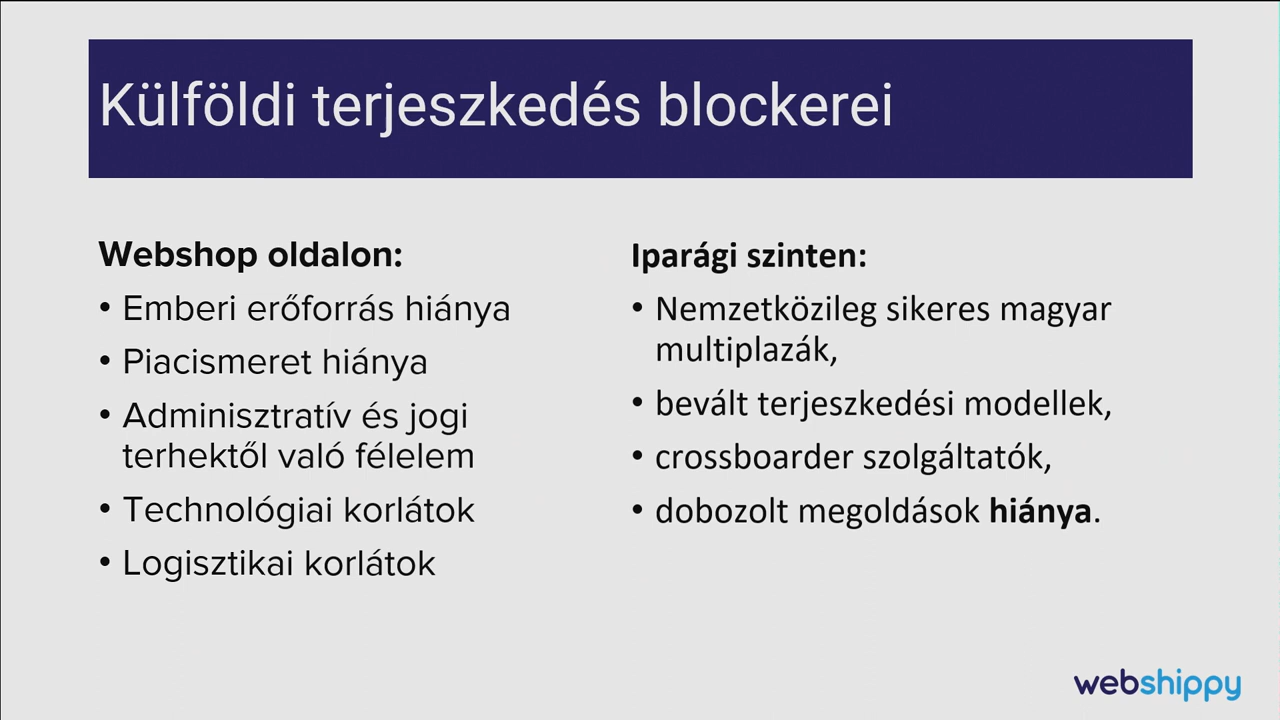 Külföldi terjeszkedés blockerei
Webshop oldalon:
• Emberi erőforrás hiánya
• Piacismeret hiánya
• Adminisztratív és jogi
terhektől való félelem
• Technológiai korlátok
• Logisztikai korlátok
Iparági szinten:
• Nemzetközileg sikeres magyar
multiplazák,
• bevált terjeszkedési modellek,
• crossboarder szolgáltatók,
• dobozolt megoldások hiánya.
webshippy